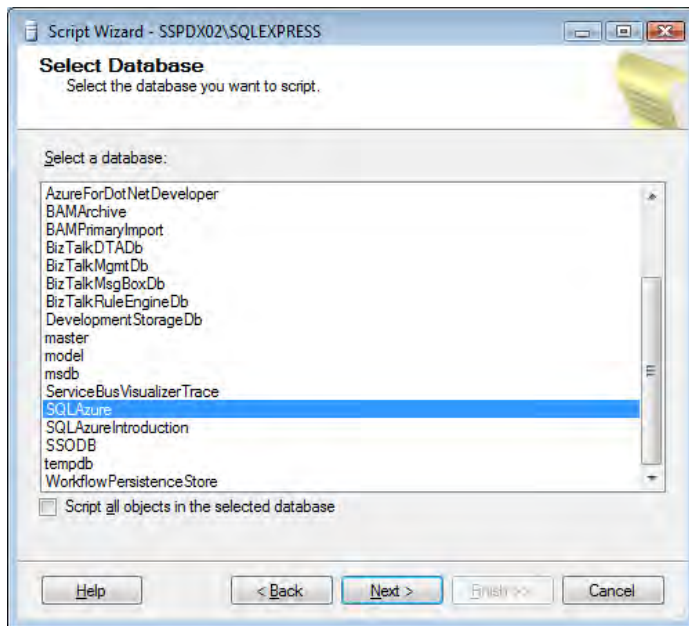 Script Wizard - SSPDX02\SQLEXPRESS
Select Database
Select the database you want to script.
Select a database:
AzureForDotNetDeveloper
BAMArchive
BAMPrimaryImport
BizTalkDTADb
BizTalkMgmtDb
BizTalkMsgBoxDb
BizTalkRuleEngineDb
DevelopmentStorageDb
master
model
msdb
ServiceBusVisualizerTrace
SQLAzure
SQLAzureIntroduction
SSODB
tempdb
WorkflowPersistenceStore
Script all objects in the selected database
Help < Back Next > Finish >> Cancel